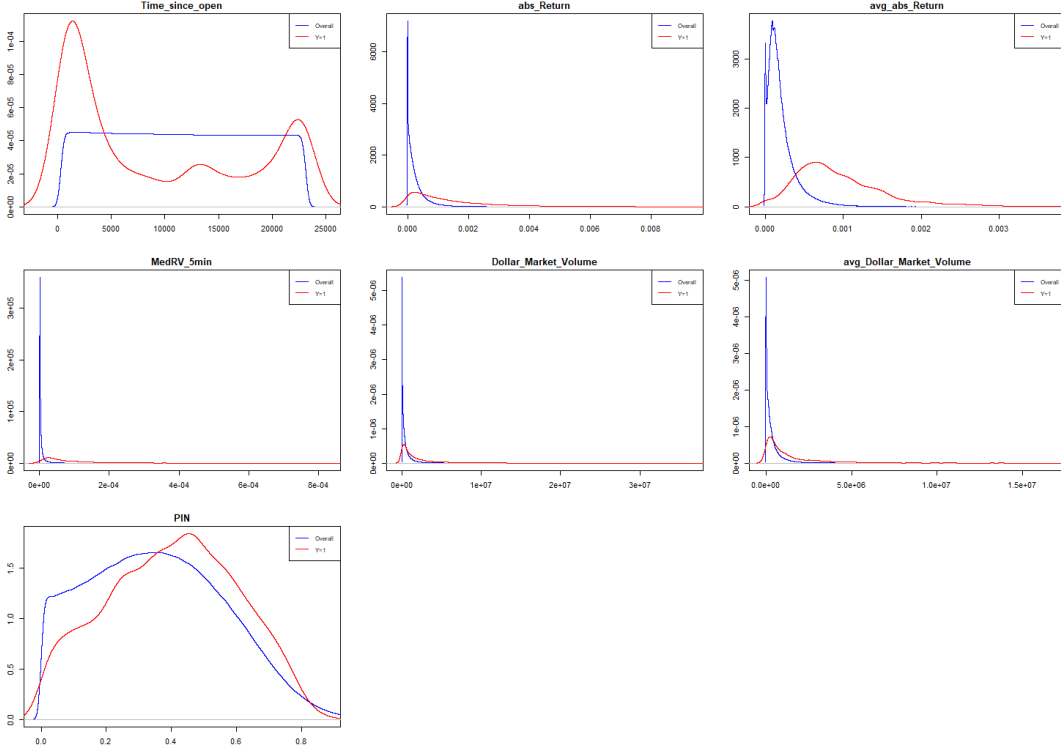 Time_since_open
Overall
Y=1
0e+00 2e-05 4e-05 6e-05 8e-05 1e-04
0 5000 10000 15000 20000 25000
abs_Return
Overall
Y=1
0 2000 4000 6000
0.000 0.002 0.004 0.006 0.008
avg_abs_Return
Overall
Y=1
0 1000 2000 3000
0.000 0.001 0.002 0.003
MedRV_5min
Overall
Y=1
0e+00 1e+05 2e+05 3e+05
0e+00 2e-04 4e-04 6e-04 8e-04
Dollar_Market_Volume
Overall
Y=1
0e+00 1e-06 2e-06 3e-06 4e-06 5e-06
0e+00 1e+07 2e+07 3e+07
avg_Dollar_Market_Volume
Overall
Y=1
0e+00 1e-06 2e-06 3e-06 4e-06 5e-06
0.0e+00 5.0e+06 1.0e+07 1.5e+07
PIN
Overall
Y=1
0.0 0.5 1.0 1.5
0.0 0.2 0.4 0.6 0.8